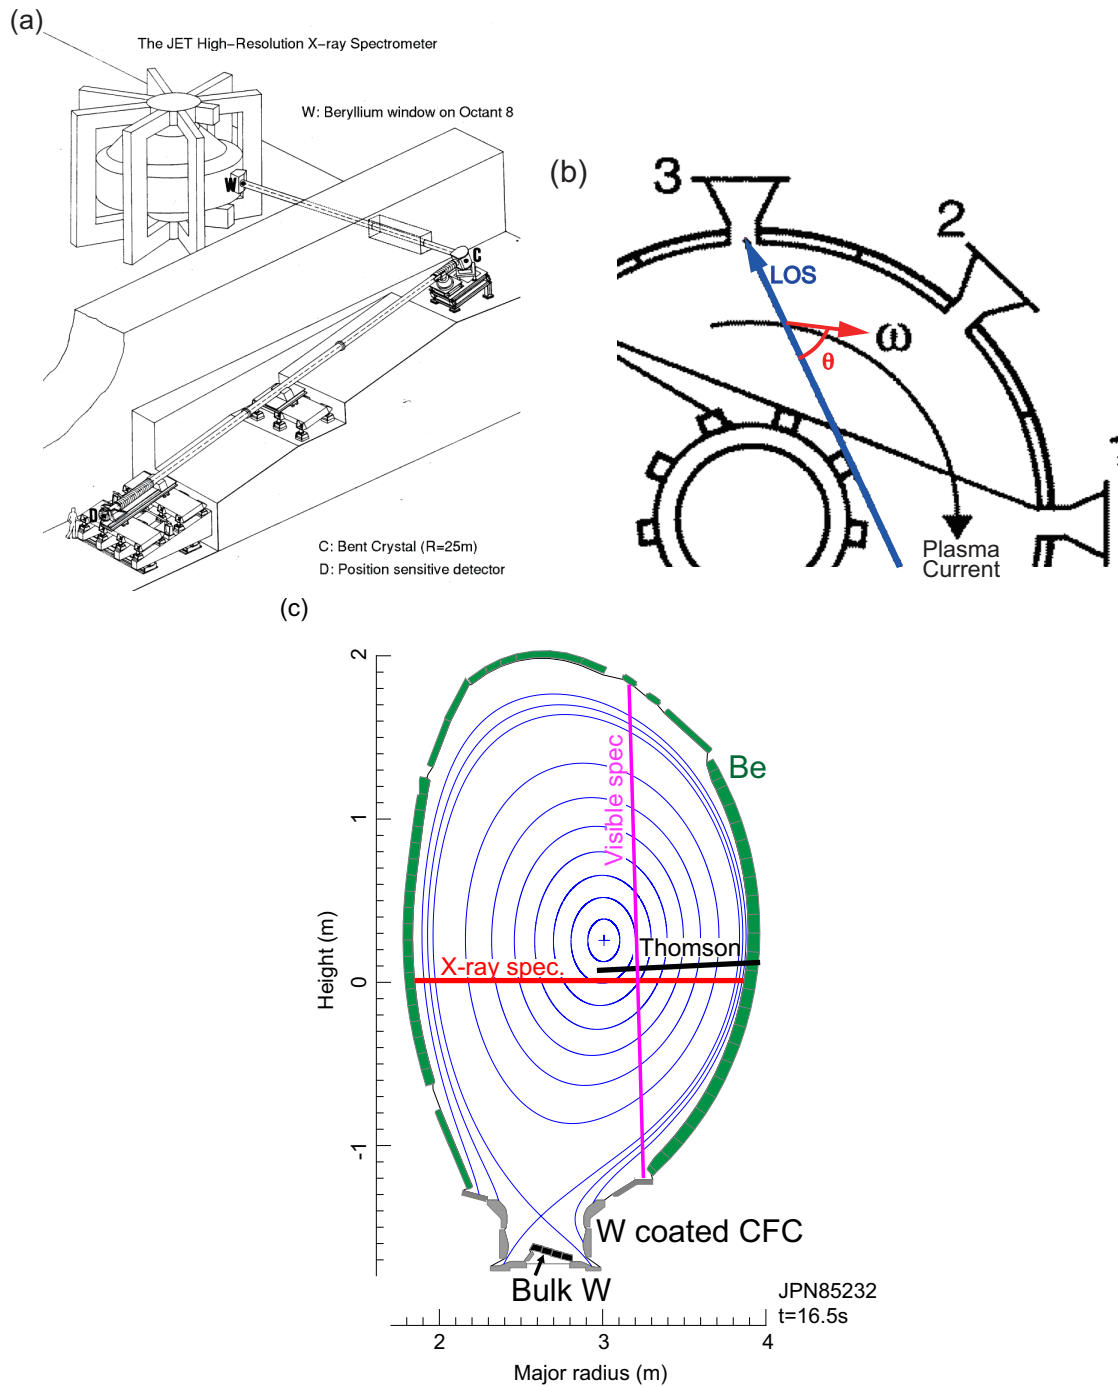 (a)
The JET High-Resolution X-ray Spectrometer
W: Beryllium window on Octant 8
W
C
D
C: Bent Crystal (R=25m)
D: Position sensitive detector
(b)
3
2
LOS
ω
θ
Plasma
Current
(c)
2
1
0
-1
Height (m)
Visible spec
Be
Thomson
X-ray spec.
W coated CFC
Bulk W
JPN85232
t=16.5s
2
3
4
Major radius (m)